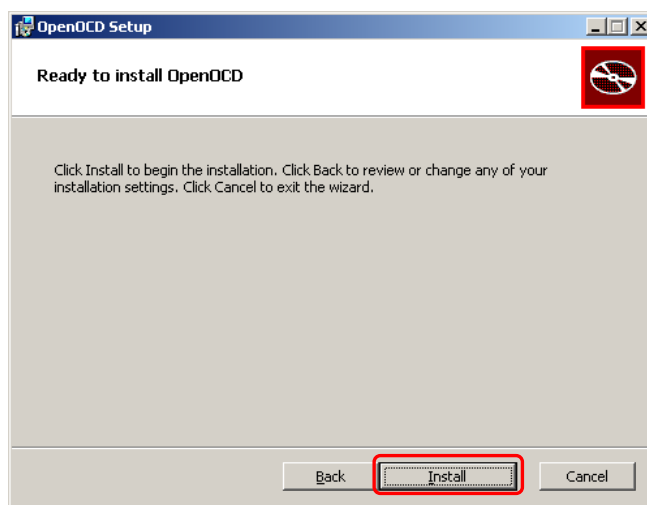 OpenOCD Setup
Ready to install OpenOCD
Click Install to begin the installation. Click Back to review or change any of your
installation settings. Click Cancel to exit the wizard.
Back Install Cancel